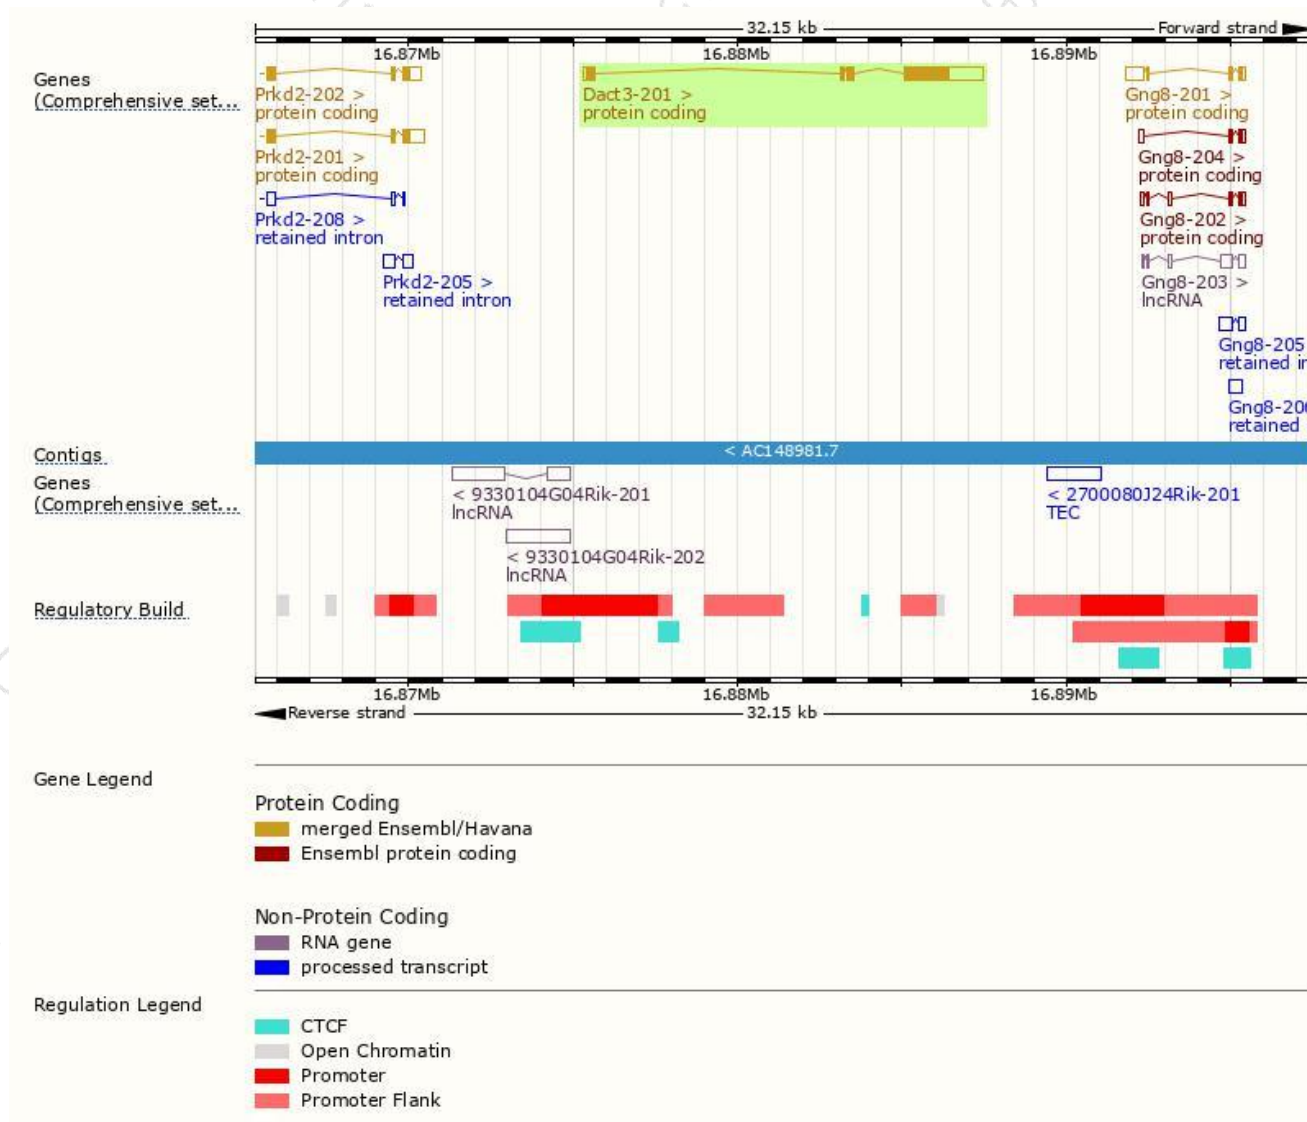 32.15 kb
Forward strand
16.87Mb 16.88Mb 16.89Mb
Genes
(Comprehensive set...
Prkd2-202 >
protein coding
Dact3-201 >
protein coding
Gng8-201 >
protein coding
Prkd2-201 >
protein coding
Gng8-204 >
protein coding
Prkd2-208 >
retained intron
Gng8-202 >
protein coding
Prkd2-205 >
retained intron
Gng8-203 >
lncRNA
Gng8-205
retained
retained
Contigs
< AC148981.7
Genes
(Comprehensive set...
< 9330104G04Rik-201
lncRNA
< 2700080J24Rik-201
TEC
< 9330104G04Rik-202
lncRNA
Regulatory Build
16.87Mb 16.88Mb 16.89Mb
Reverse strand
32.15 kb
Gene Legend
Protein Coding
merged Ensembl/Havana
Ensembl protein coding
Non-Protein Coding
RNA gene
processed transcript
Regulation Legend
CTCF
Open Chromatin
Promoter
Promoter Flank